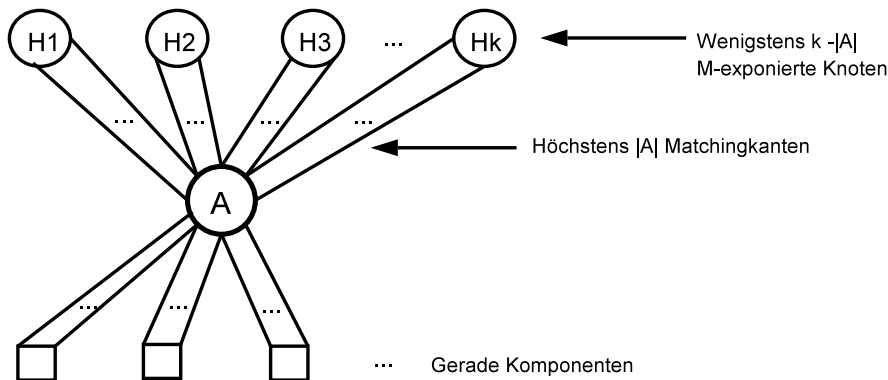 H1 H2 H3 ... Hk
Wenigstens k -|A|
M-exponierte Knoten
... ... ... ...
Höchstens |A| Matchingkanten
A
... ... ...
... Gerade Komponenten